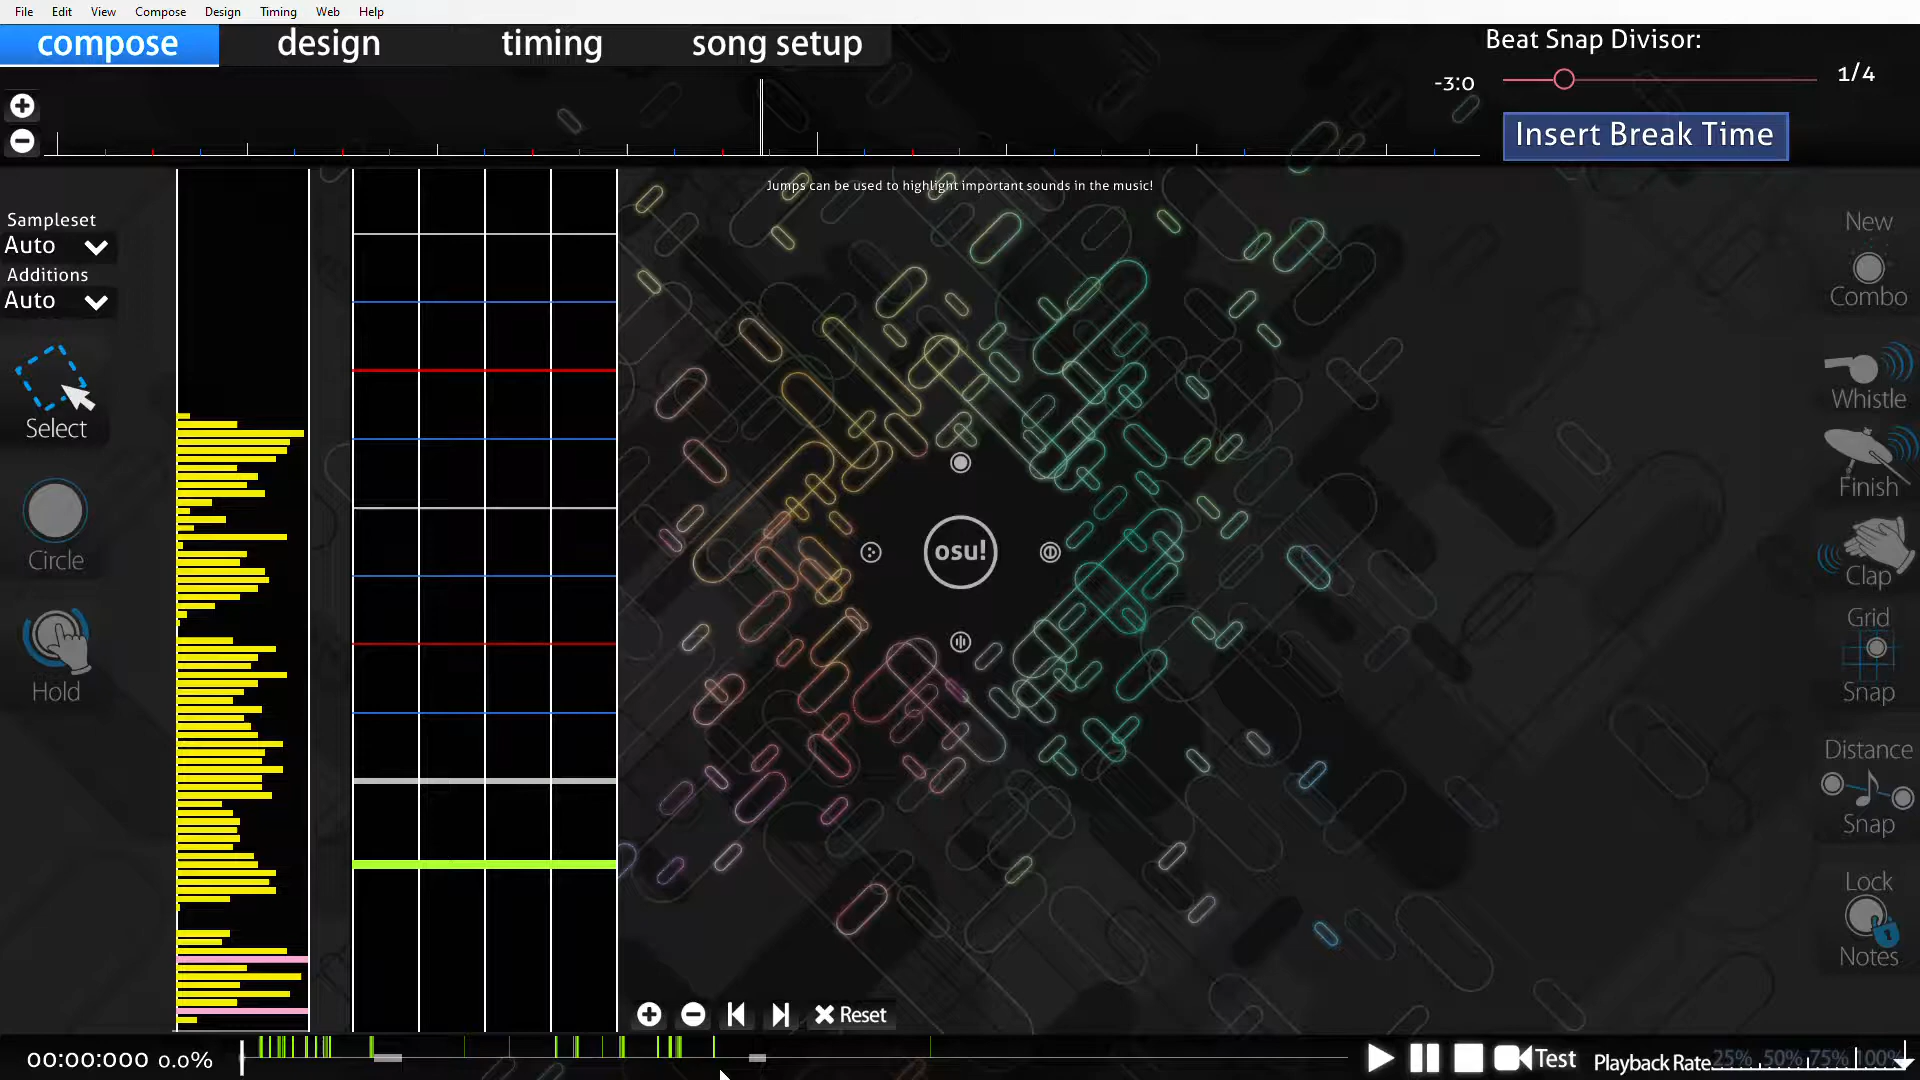 File Edit View Compose Design Timing Web Help
compose design timing song setup
Beat Snap Divisor:
-3:0 1/4
Insert Break Time
Jumps can be used to highlight important sounds in the music!
Sampleset
Auto
Additions
Auto
Select
Circle
Hold
osu!
New
Combo
Whistle
Finish
Clap
Grid
Snap
Distance
Snap
Lock
Notes
Reset
00:00:000 0.0%
Test
Playback Rate 25% 50% 75% 100%